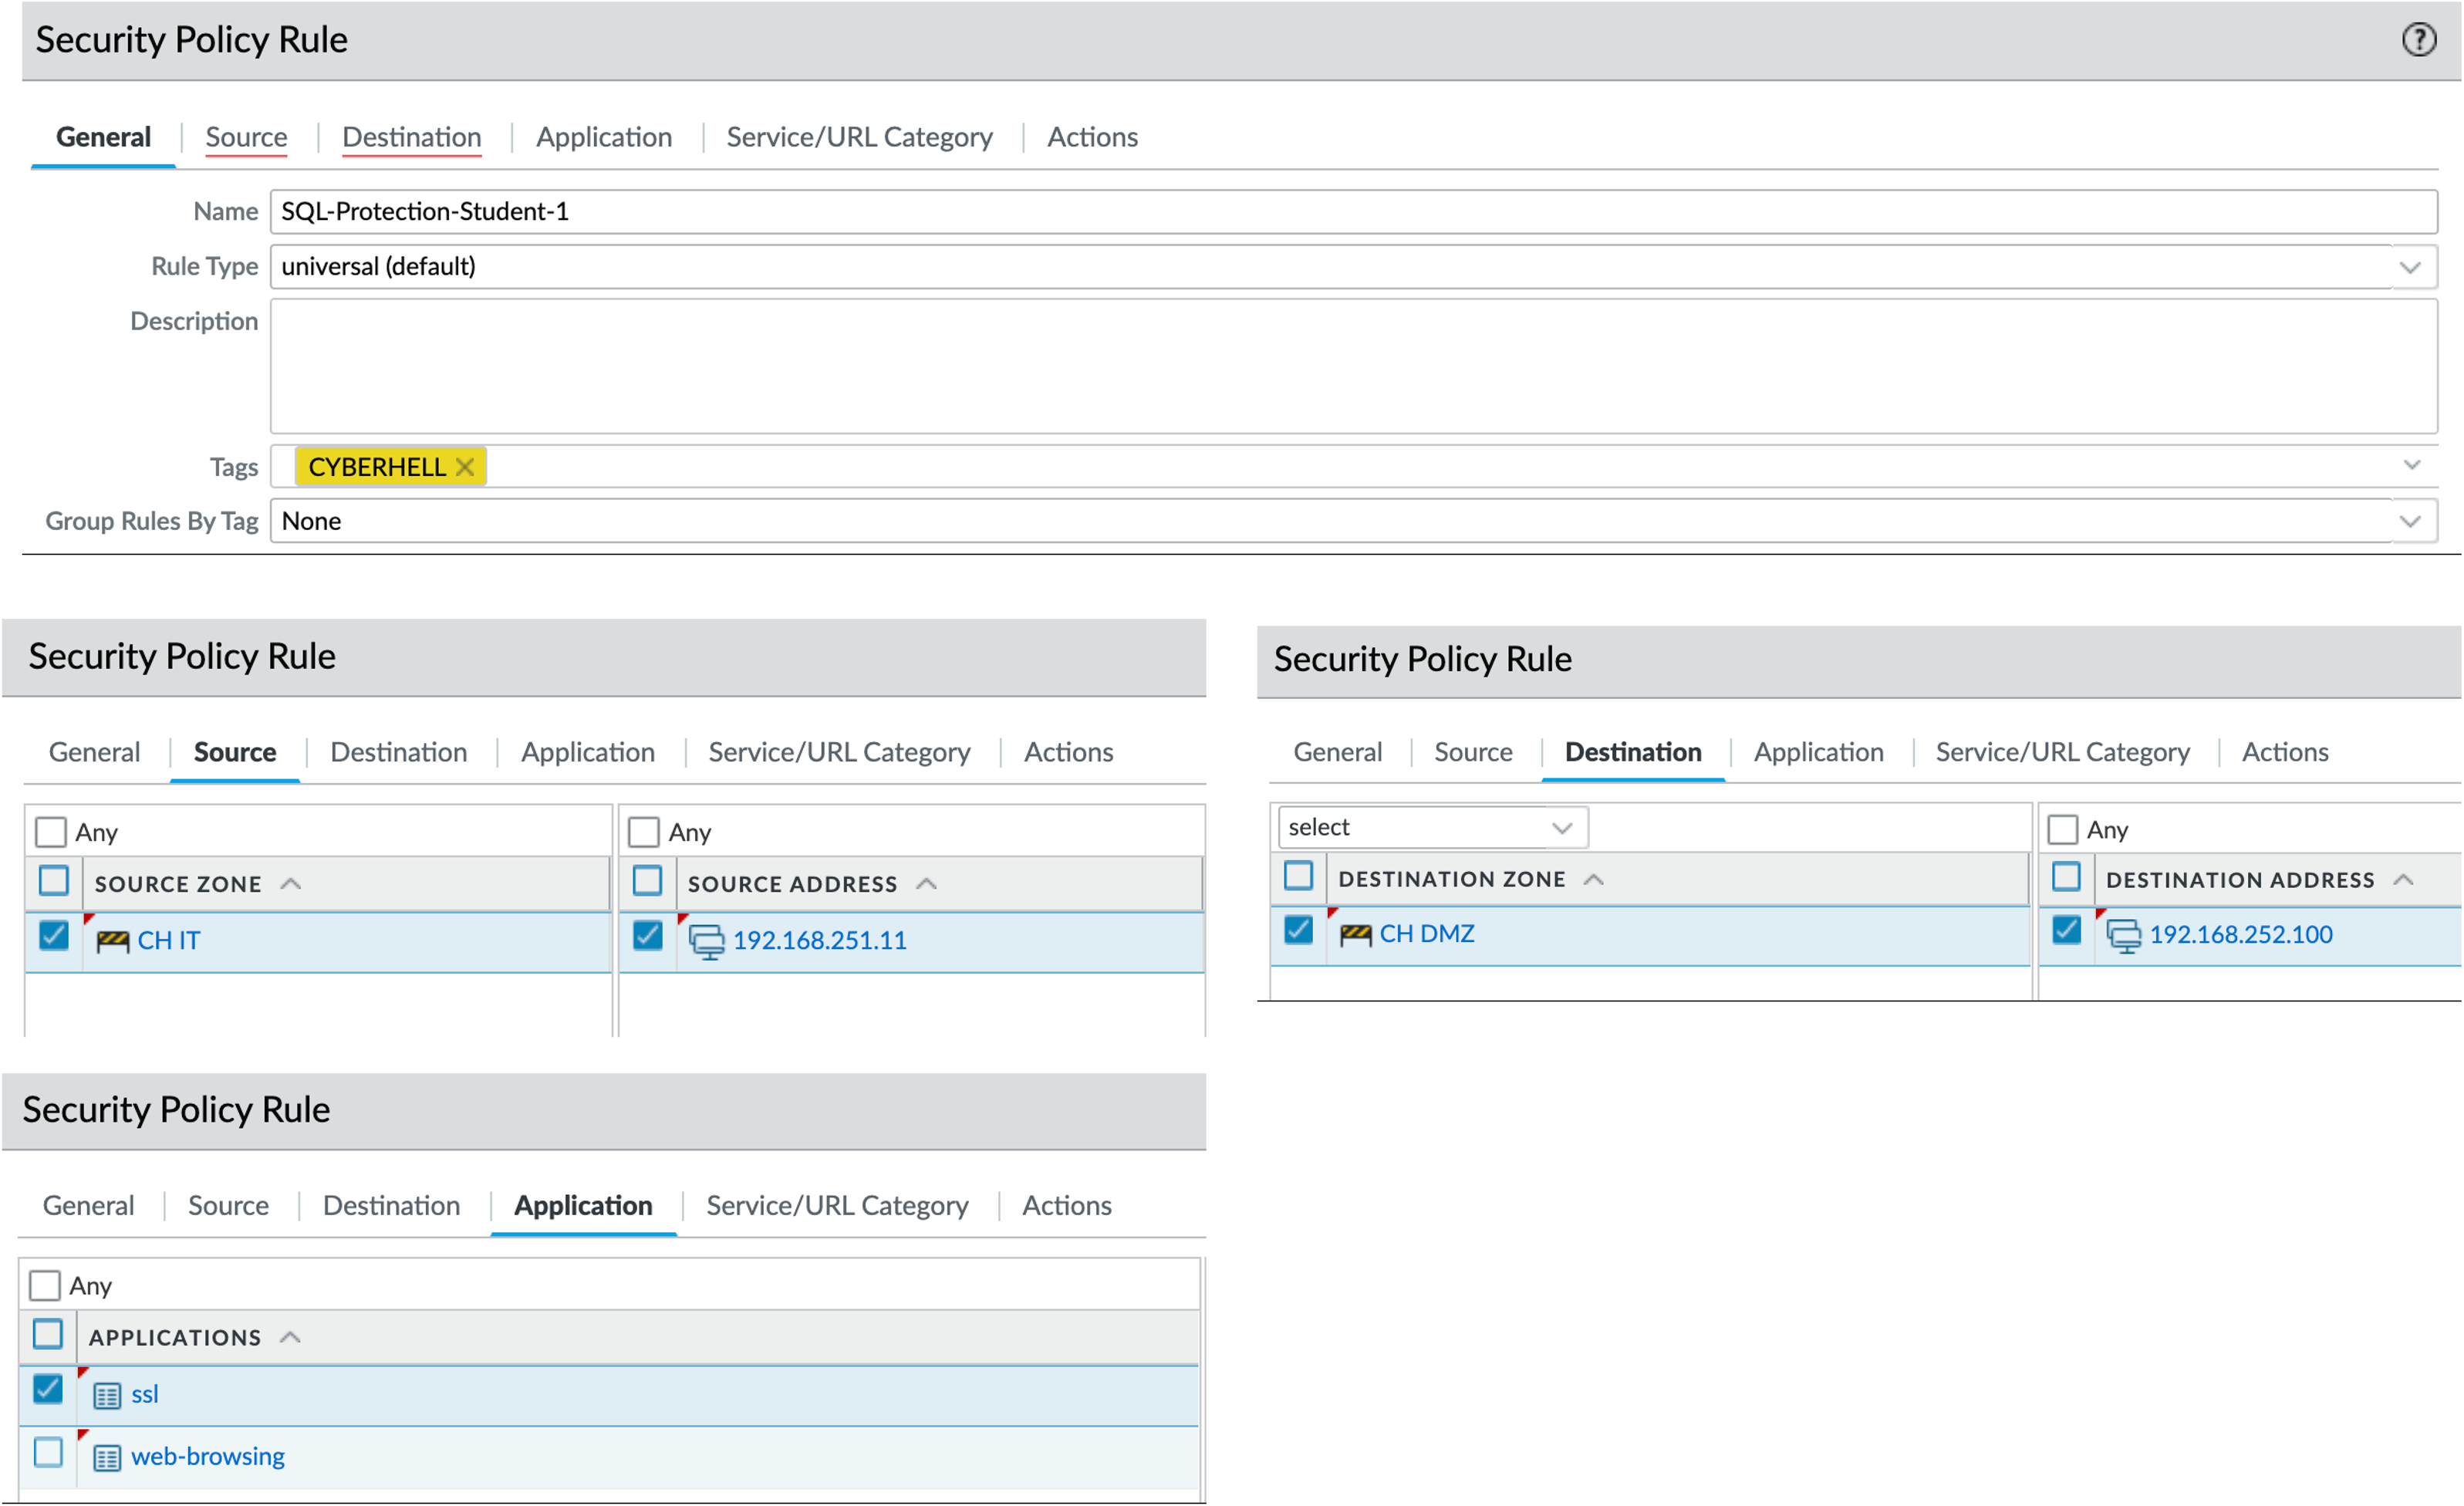 Security Policy Rule
?
General Source Destination Application Service/URL Category Actions
Name SQL-Protection-Student-1
Rule Type universal (default)
Description
Tags CYBERHELL
Group Rules By Tag None
Security Policy Rule
General Source Destination Application Service/URL Category Actions
Any Any
SOURCE ZONE SOURCE ADDRESS
CH IT 192.168.251.11
Security Policy Rule
General Source Destination Application Service/URL Category Actions
select Any
DESTINATION ZONE DESTINATION ADDRESS
CH DMZ 192.168.252.100
Security Policy Rule
General Source Destination Application Service/URL Category Actions
Any
APPLICATIONS
ssl
web-browsing